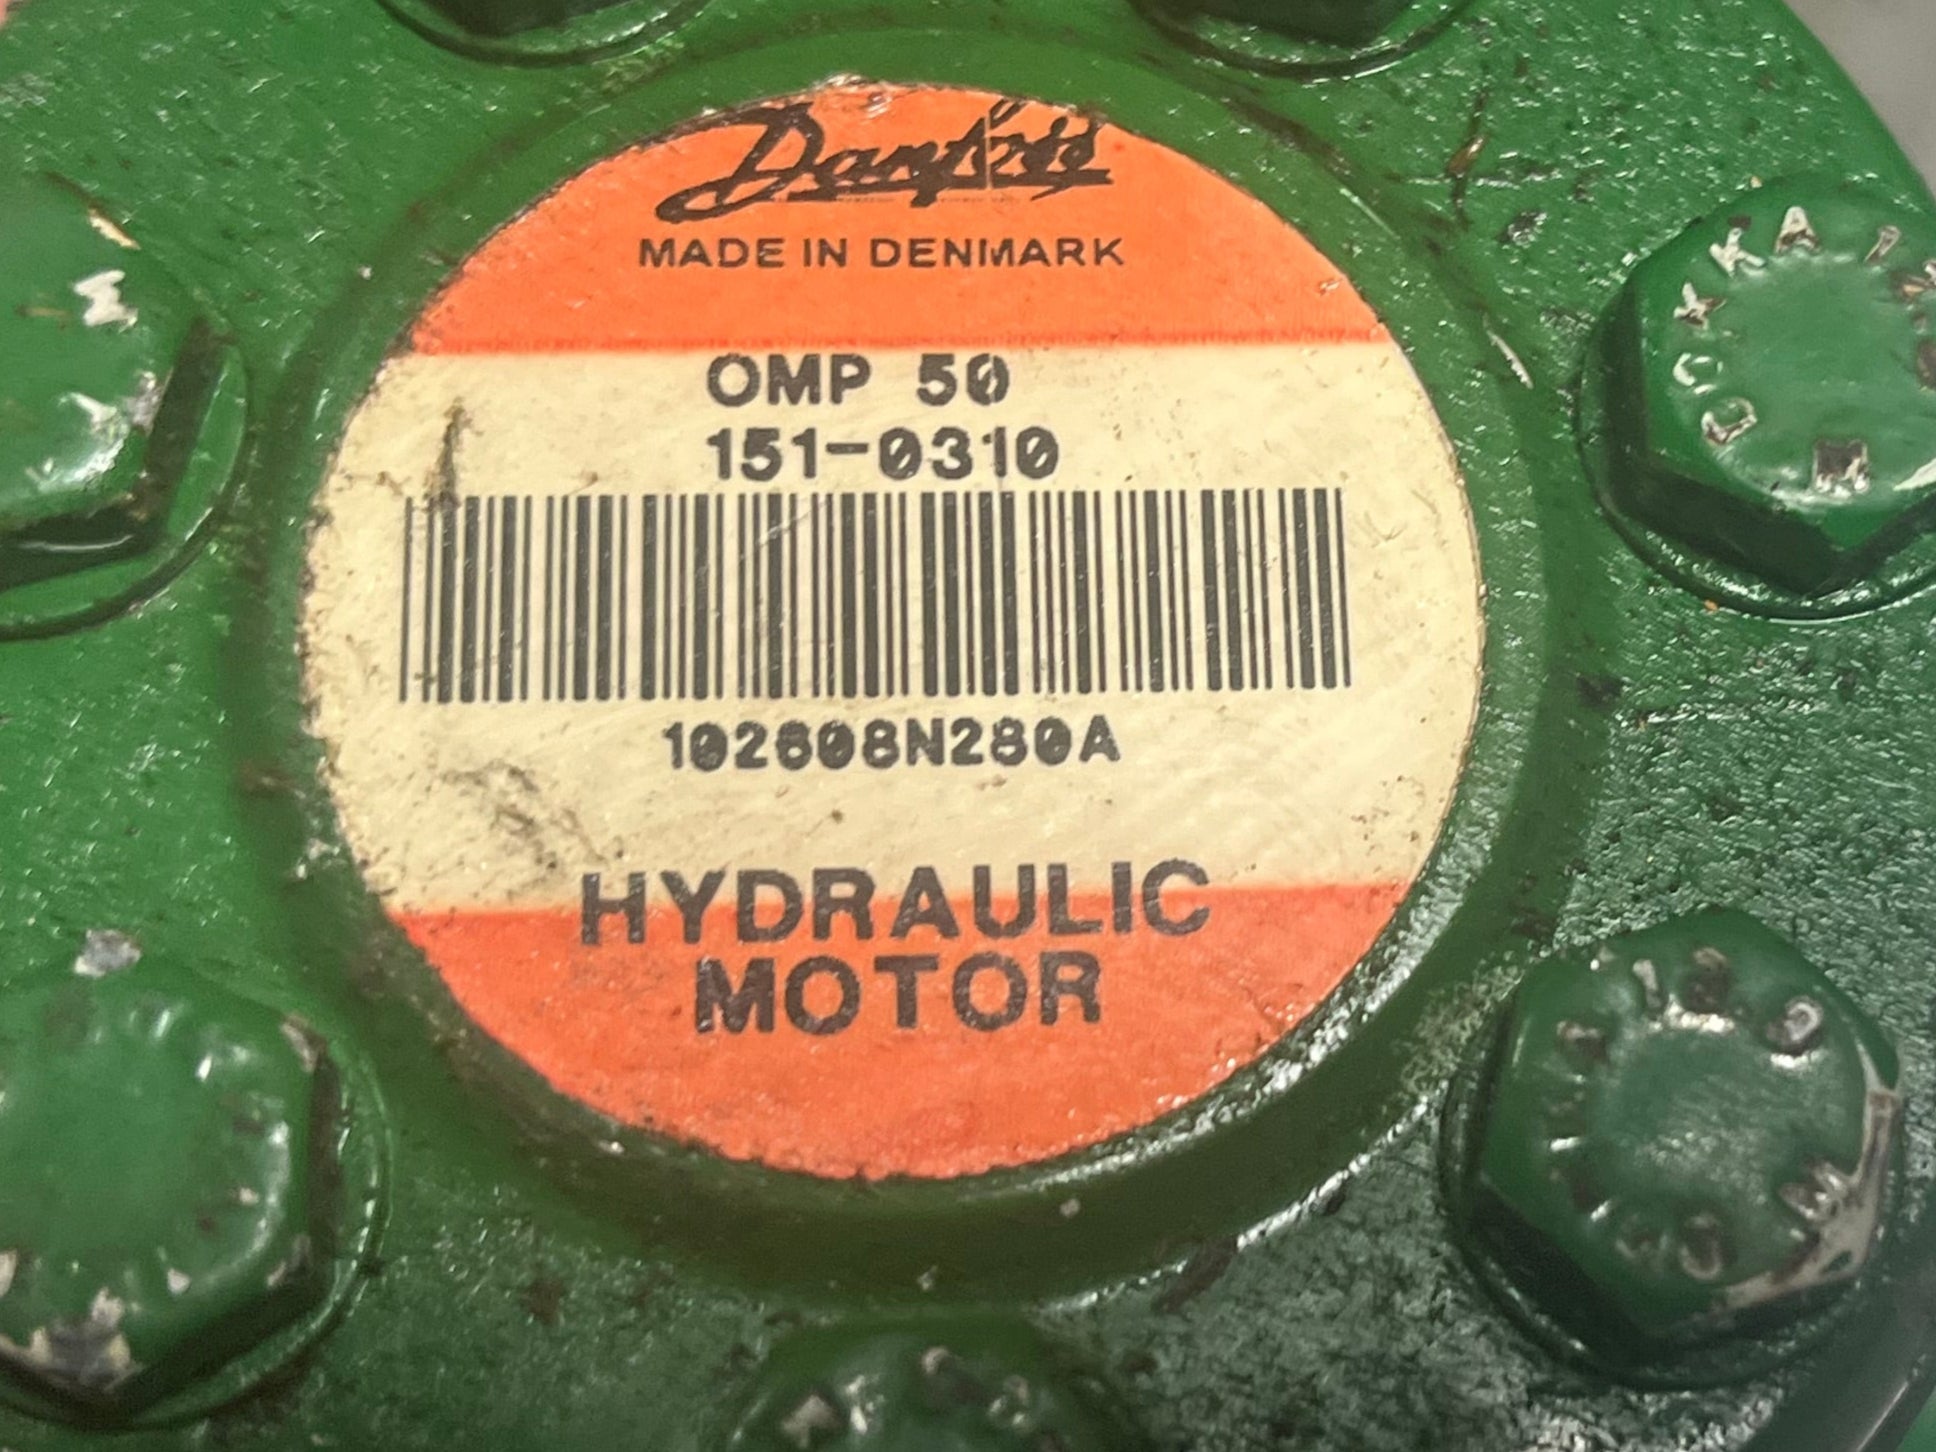 Danfoss
MADE IN DENMARK
OMP 50
151-0310
102608N280A
HYDRAULIC
MOTOR